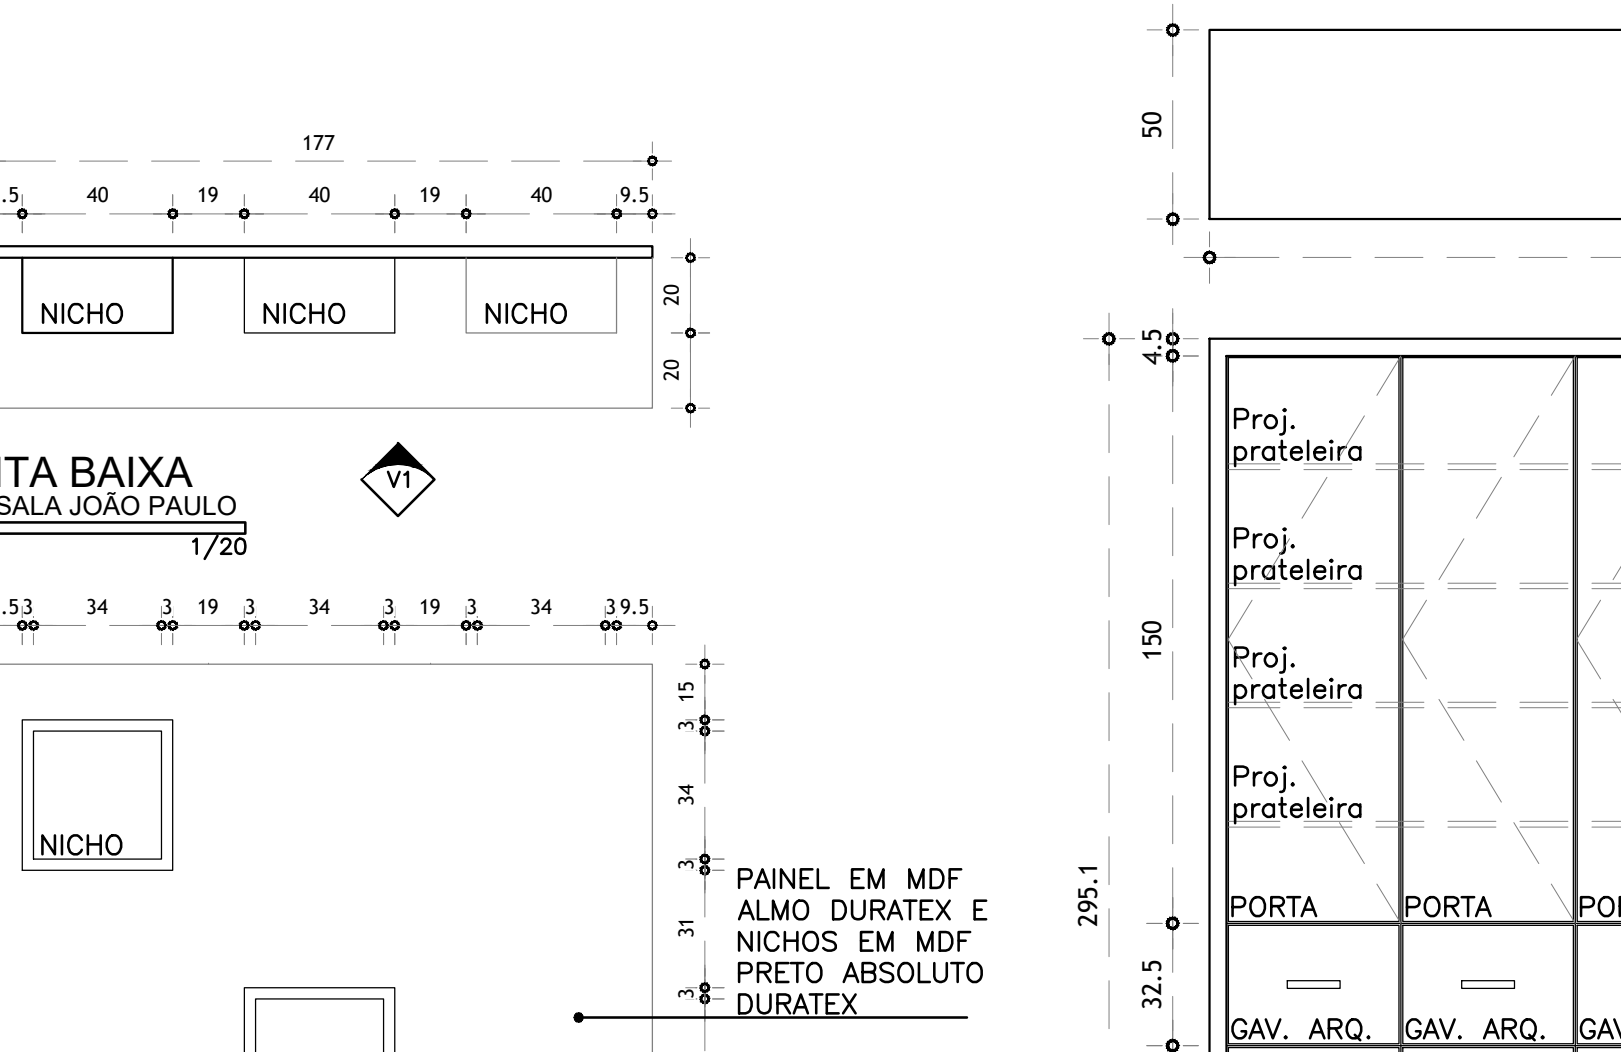 177
.5 40 19 40 19 40 9.5
NICHO NICHO NICHO
20
20
NTA BAIXA
SALA JOÃO PAULO
1/20
V1
.5 3 34 3 19 3 34 3 19 3 34 3 9.5
15
3
34
3
31
3
NICHO
PAINEL EM MDF
ALMO DURATEX E
NICHOS EM MDF
PRETO ABSOLUTO
DURATEX
50
4.5
150
295.1
32.5
Proj.
prateleira
Proj.
prateleira
Proj.
prateleira
Proj.
prateleira
PORTA PORTA POR
GAV. ARQ. GAV. ARQ. GAV